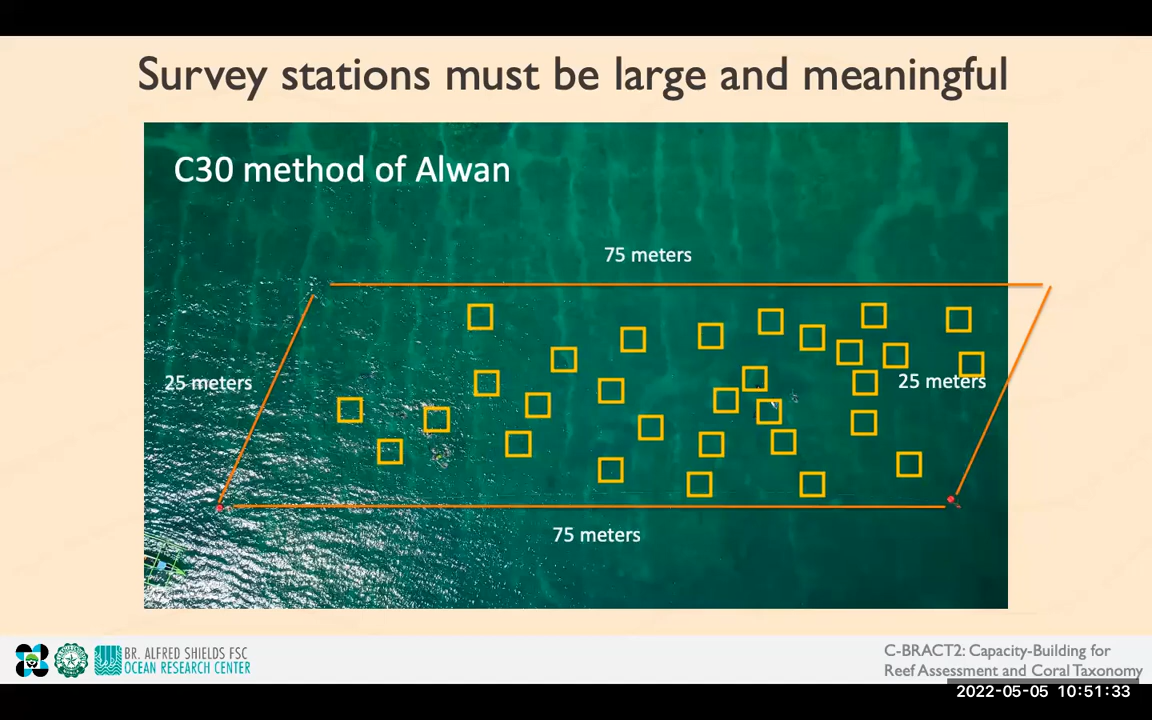 Survey stations must be large and meaningful
C30 method of Alwan
75 meters
25 meters
25 meters
75 meters
BR. ALFRED SHIELDS FSC
OCEAN RESEARCH CENTER
C-BRACT2: Capacity-Building for
Reef Assessment and Coral Taxonomy
2022-05-05 10:51:33